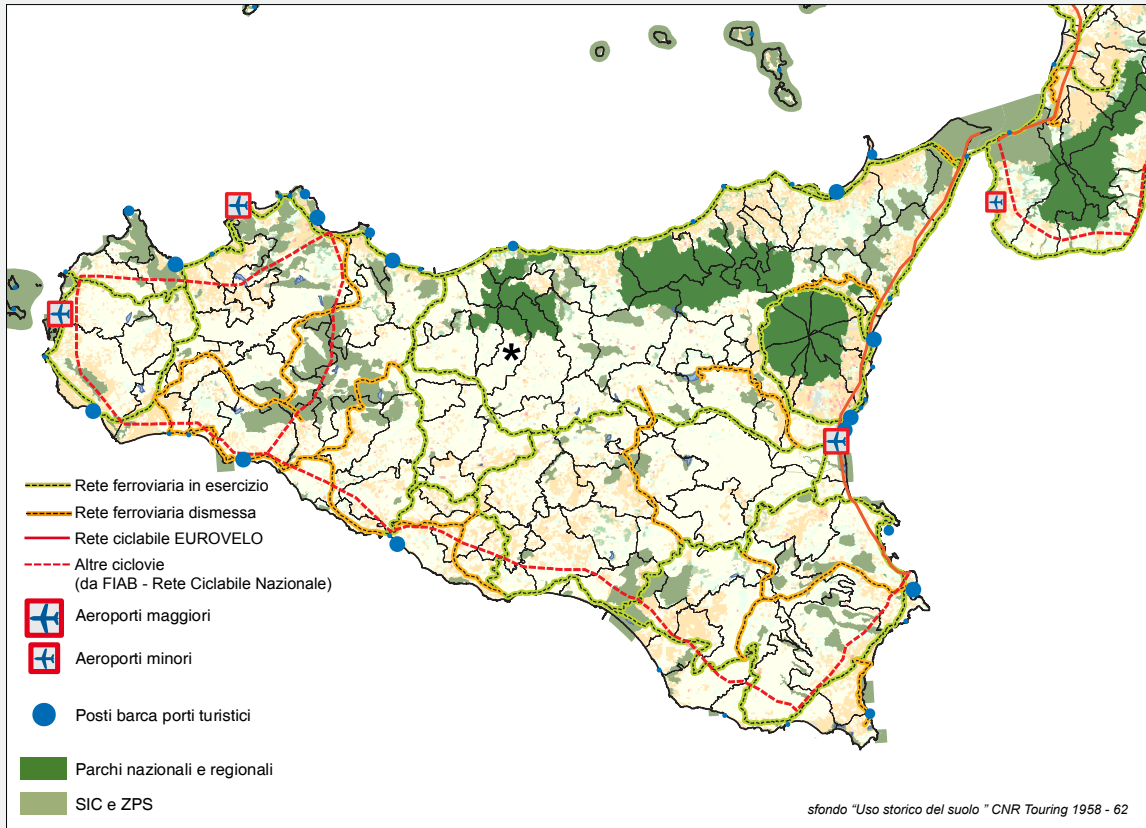 *
Rete ferroviaria in esercizio
Rete ferroviaria dismessa
Rete ciclabile EUROVELO
Altre ciclovie
(da FIAB - Rete Ciclabile Nazionale)
Aeroporti maggiori
Aeroporti minori
Posti barca porti turistici
Parchi nazionali e regionali
SIC e ZPS
sfondo "Uso storico del suolo " CNR Touring 1958 - 62